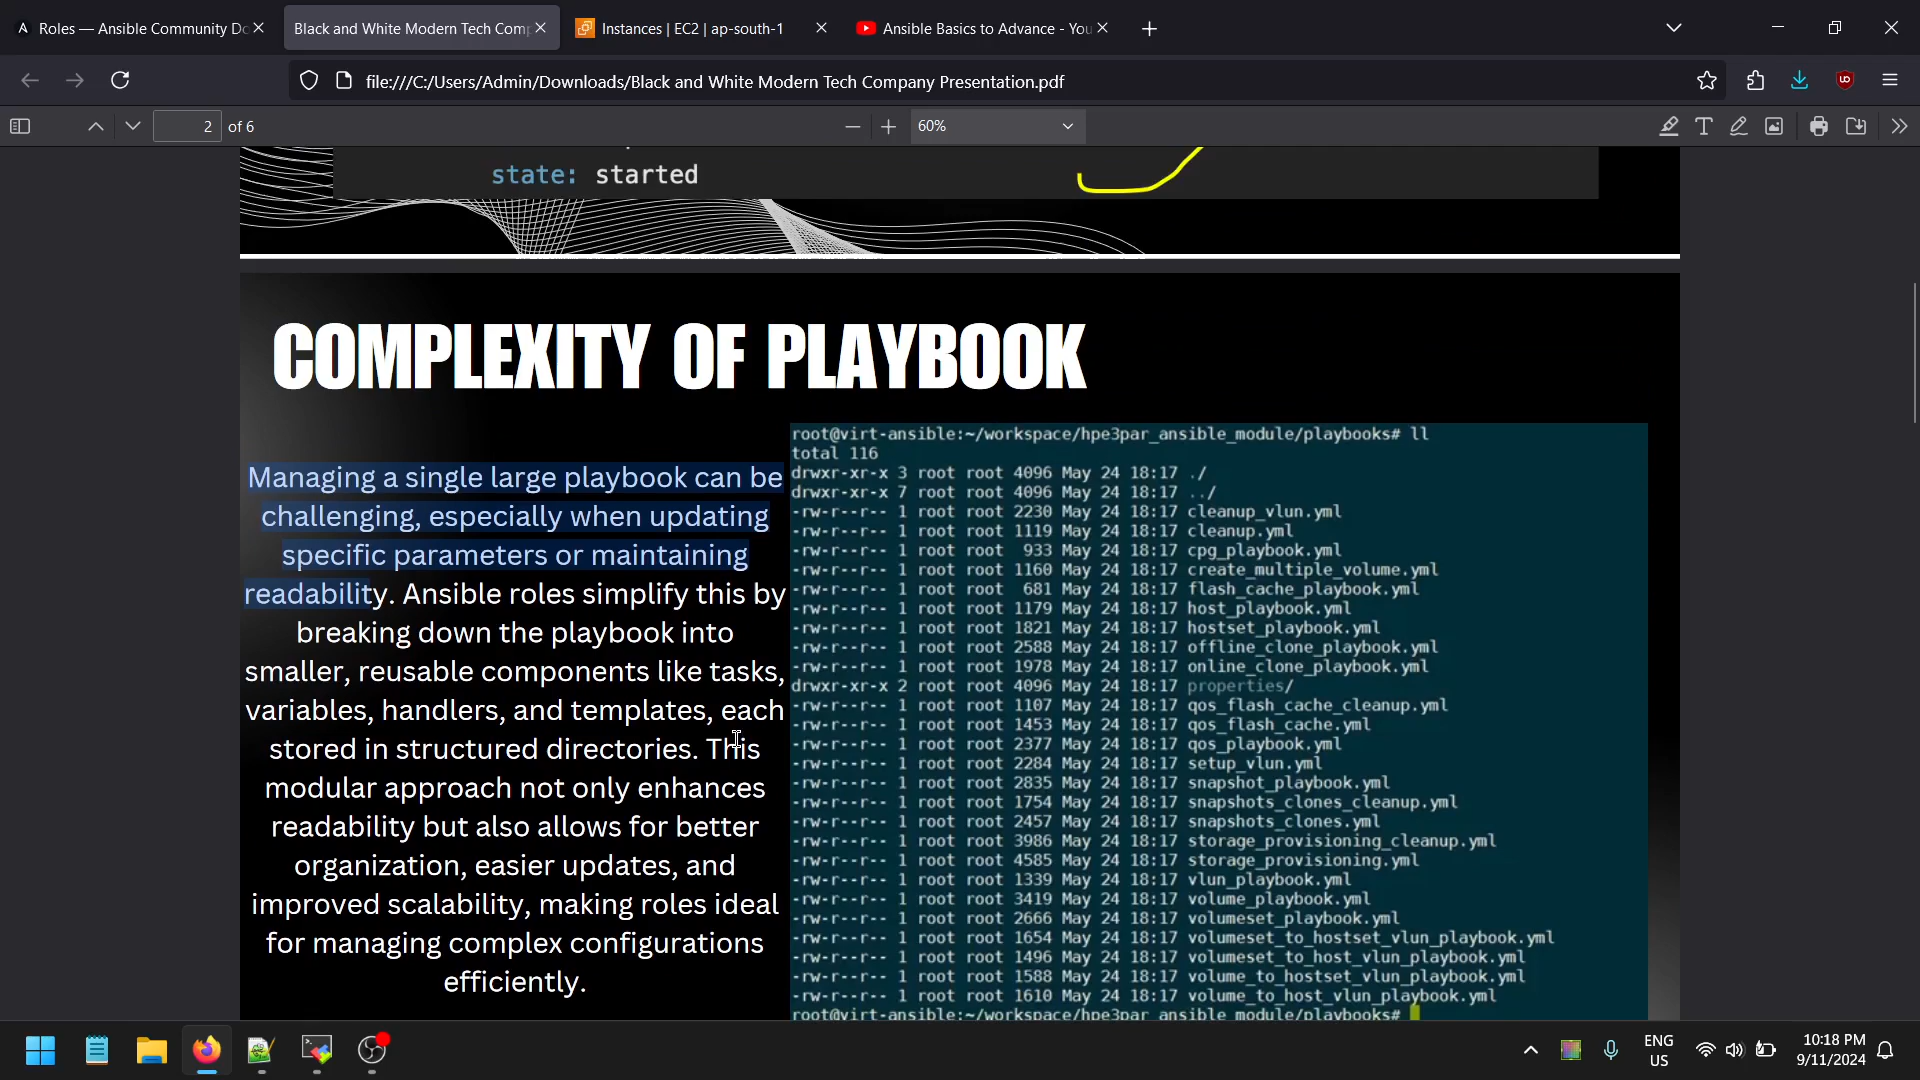 Roles — Ansible Community Do
Black and White Modern Tech Com
Instances | EC2 | ap-south-1
Ansible Basics to Advance - You
file:///C:/Users/Admin/Downloads/Black and White Modern Tech Company Presentation.pdf
2 of 6
60%
state: started
COMPLEXITY OF PLAYBOOK
Managing a single large playbook can be
challenging, especially when updating
specific parameters or maintaining
readability. Ansible roles simplify this by
breaking down the playbook into
smaller, reusable components like tasks,
variables, handlers, and templates, each
stored in structured directories. This
modular approach not only enhances
readability but also allows for better
organization, easier updates, and
improved scalability, making roles ideal
for managing complex configurations
efficiently.
root@virt-ansible:~/workspace/hpe3par_ansible_module/playbooks# ll
total 116
drwxr-xr-x 3 root root 4096 May 24 18:17 ./
drwxr-xr-x 7 root root 4096 May 24 18:17 ../
-rw-r--r-- 1 root root 2230 May 24 18:17 cleanup_vlun.yml
-rw-r--r-- 1 root root 1119 May 24 18:17 cleanup.yml
-rw-r--r-- 1 root root 933 May 24 18:17 cpg_playbook.yml
-rw-r--r-- 1 root root 1160 May 24 18:17 create_multiple_volume.yml
-rw-r--r-- 1 root root 681 May 24 18:17 flash_cache_playbook.yml
-rw-r--r-- 1 root root 1179 May 24 18:17 host_playbook.yml
-rw-r--r-- 1 root root 1821 May 24 18:17 hostset_playbook.yml
-rw-r--r-- 1 root root 2588 May 24 18:17 offline_clone_playbook.yml
-rw-r--r-- 1 root root 1978 May 24 18:17 online_clone_playbook.yml
drwxr-xr-x 2 root root 4096 May 24 18:17 properties/
-rw-r--r-- 1 root root 1107 May 24 18:17 qos_flash_cache_cleanup.yml
-rw-r--r-- 1 root root 1453 May 24 18:17 qos_flash_cache.yml
-rw-r--r-- 1 root root 2377 May 24 18:17 qos_playbook.yml
-rw-r--r-- 1 root root 2284 May 24 18:17 setup_vlun.yml
-rw-r--r-- 1 root root 2835 May 24 18:17 snapshot_playbook.yml
-rw-r--r-- 1 root root 1754 May 24 18:17 snapshots_clones_cleanup.yml
-rw-r--r-- 1 root root 2457 May 24 18:17 snapshots_clones.yml
-rw-r--r-- 1 root root 3986 May 24 18:17 storage_provisioning_cleanup.yml
-rw-r--r-- 1 root root 4585 May 24 18:17 storage_provisioning.yml
-rw-r--r-- 1 root root 1339 May 24 18:17 vlun_playbook.yml
-rw-r--r-- 1 root root 3419 May 24 18:17 volume_playbook.yml
-rw-r--r-- 1 root root 2666 May 24 18:17 volumeset_playbook.yml
-rw-r--r-- 1 root root 1654 May 24 18:17 volumeset_to_hostset_vlun_playbook.yml
-rw-r--r-- 1 root root 1496 May 24 18:17 volumeset_to_host_vlun_playbook.yml
-rw-r--r-- 1 root root 1588 May 24 18:17 volume_to_hostset_vlun_playbook.yml
-rw-r--r-- 1 root root 1610 May 24 18:17 volume_to_host_vlun_playbook.yml
root@virt-ansible:~/workspace/hpe3par_ansible_module/playbooks#
ENG
US
10:18 PM
9/11/2024